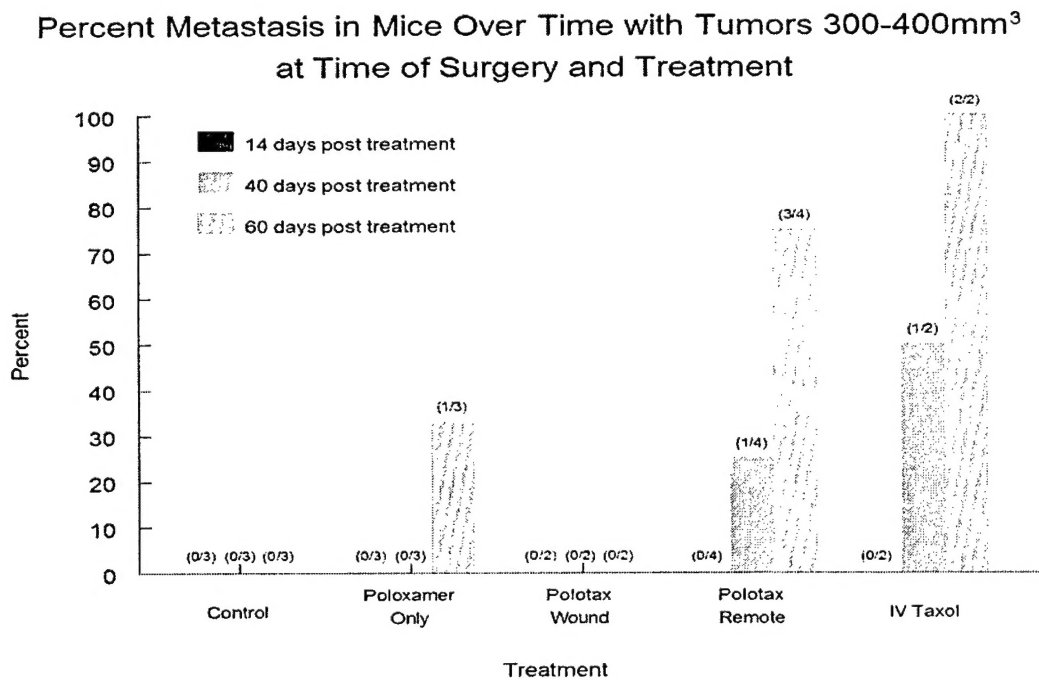 Percent Metastasis in Mice Over Time with Tumors 300-400mm³
at Time of Surgery and Treatment
(2/2)
100
14 days post treatment
90
40 days post treatment
80
(3/4)
60 days post treatment
70
60
(1/2)
50
Percent
40
(1/3)
30
(1/4)
20
10
(0/3) (0/3) (0/3) (0/3) (0/3) (0/2) (0/2) (0/2) (0/4) (0/2)
0
Control
Poloxamer
Only
Polotax
Wound
Polotax
Remote
IV Taxol
Treatment